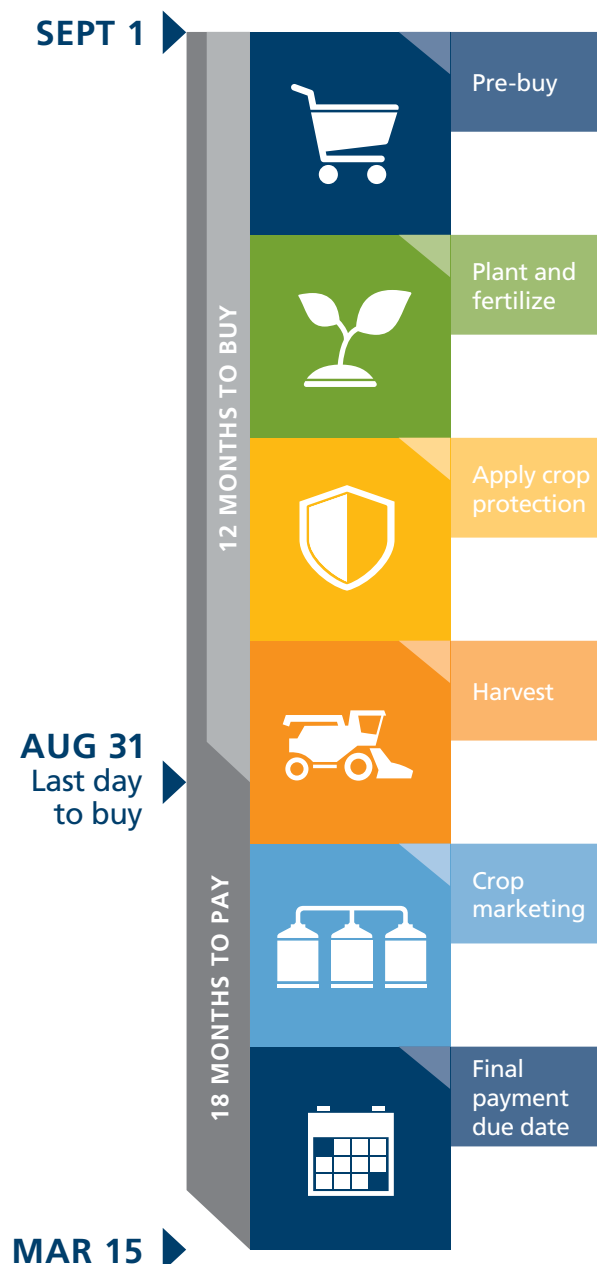 SEPT 1
Pre-buy
Plant and
fertilize
12 MONTHS TO BUY
Apply crop
protection
Harvest
AUG 31
Last day
to buy
Crop
marketing
18 MONTHS TO PAY
Final
payment
due date
MAR 15